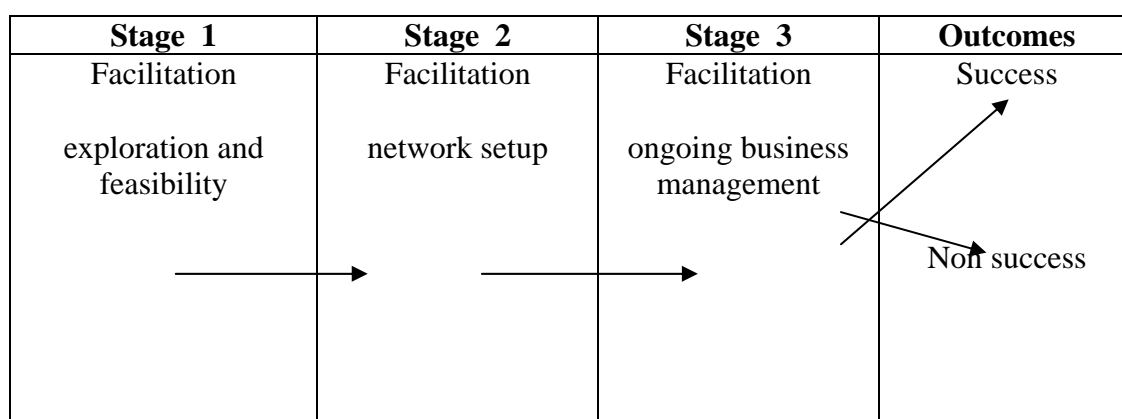 Stage 1
Stage 2
Stage 3
Outcomes
Facilitation
Facilitation
Facilitation
Success
exploration and
feasibility
network setup
ongoing business
management
Non success